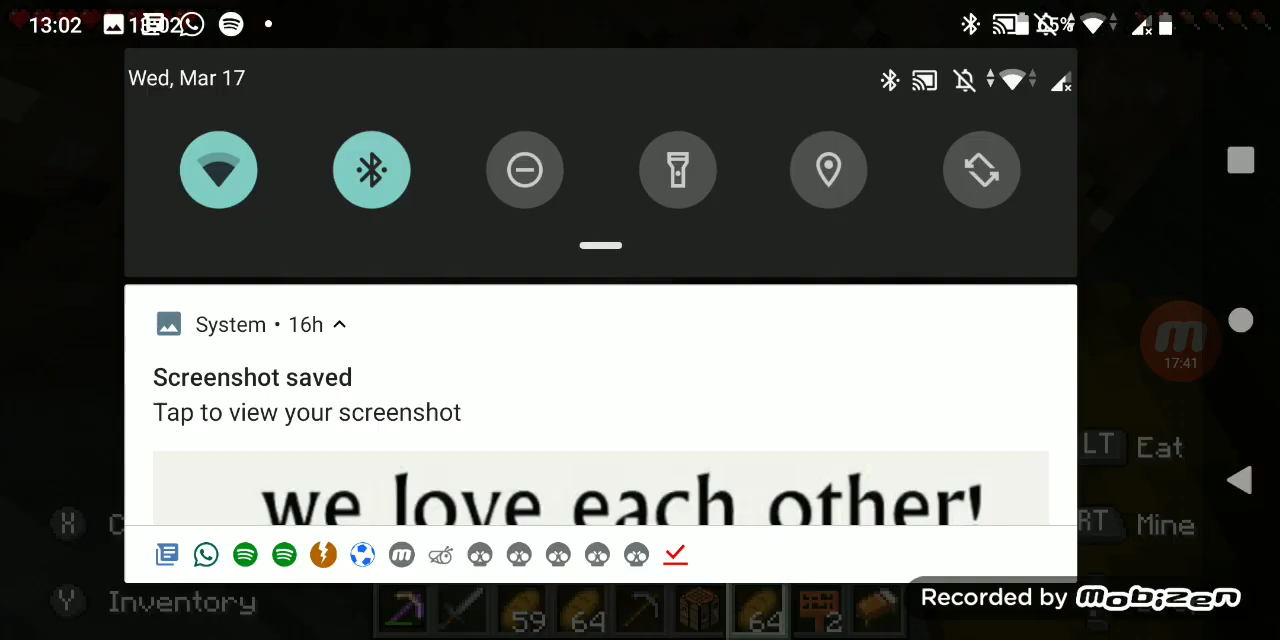 13:02
65%
Wed, Mar 17
System • 16h
Screenshot saved
Tap to view your screenshot
we love each other!
17:41
LT Eat
RT Mine
X C
Y Inventory
59 64 64 2
Recorded by mobizen